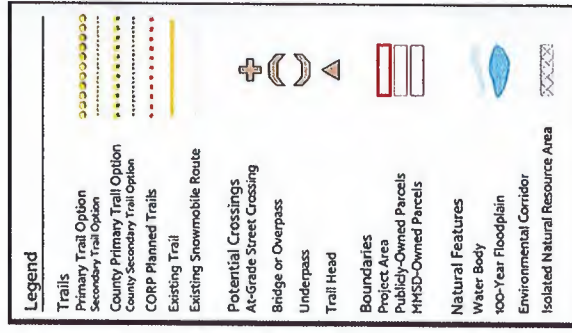 Legend
Trails
Primary Trail Option
Secondary Trail Option
County Primary Trail Option
County Secondary Trail Option
CORP Planned Trails
Existing Trail
Existing Snowmobile Route
Potential Crossings
At-Grade Street Crossing
Bridge or Overpass
Underpass
Trail Head
Boundaries
Project Area
Publicly-Owned Parcels
MMSD-Owned Parcels
Natural Features
Water Body
100-Year Floodplain
Environmental Corridor
Isolated Natural Resource Area